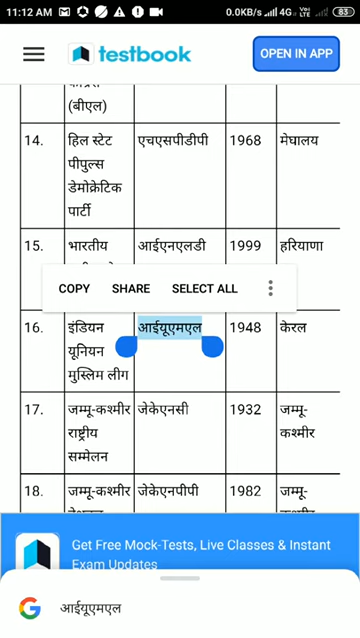 11:12 AM 0.0KB/s 4G VoLTE 83
testbook OPEN IN APP
(बीएल)
14. हिल स्टेट एचएसपीडीपी 1968 मेघालय
पीपुल्स
डेमोक्रेटिक
पार्टी
15. भारतीय आईएनएलडी 1999 हरियाणा
COPY SHARE SELECT ALL
16. इंडियन आईयूएमएल 1948 केरल
यूनियन
मुस्लिम लीग
17. जम्मू-कश्मीर जेकेएनसी 1932 जम्मू-
राष्ट्रीय कश्मीर
सम्मेलन
18. जम्मू-कश्मीर जेकेएनपीपी 1982 जम्मू-
Get Free Mock-Tests, Live Classes & Instant
Exam Updates
आईयूएमएल